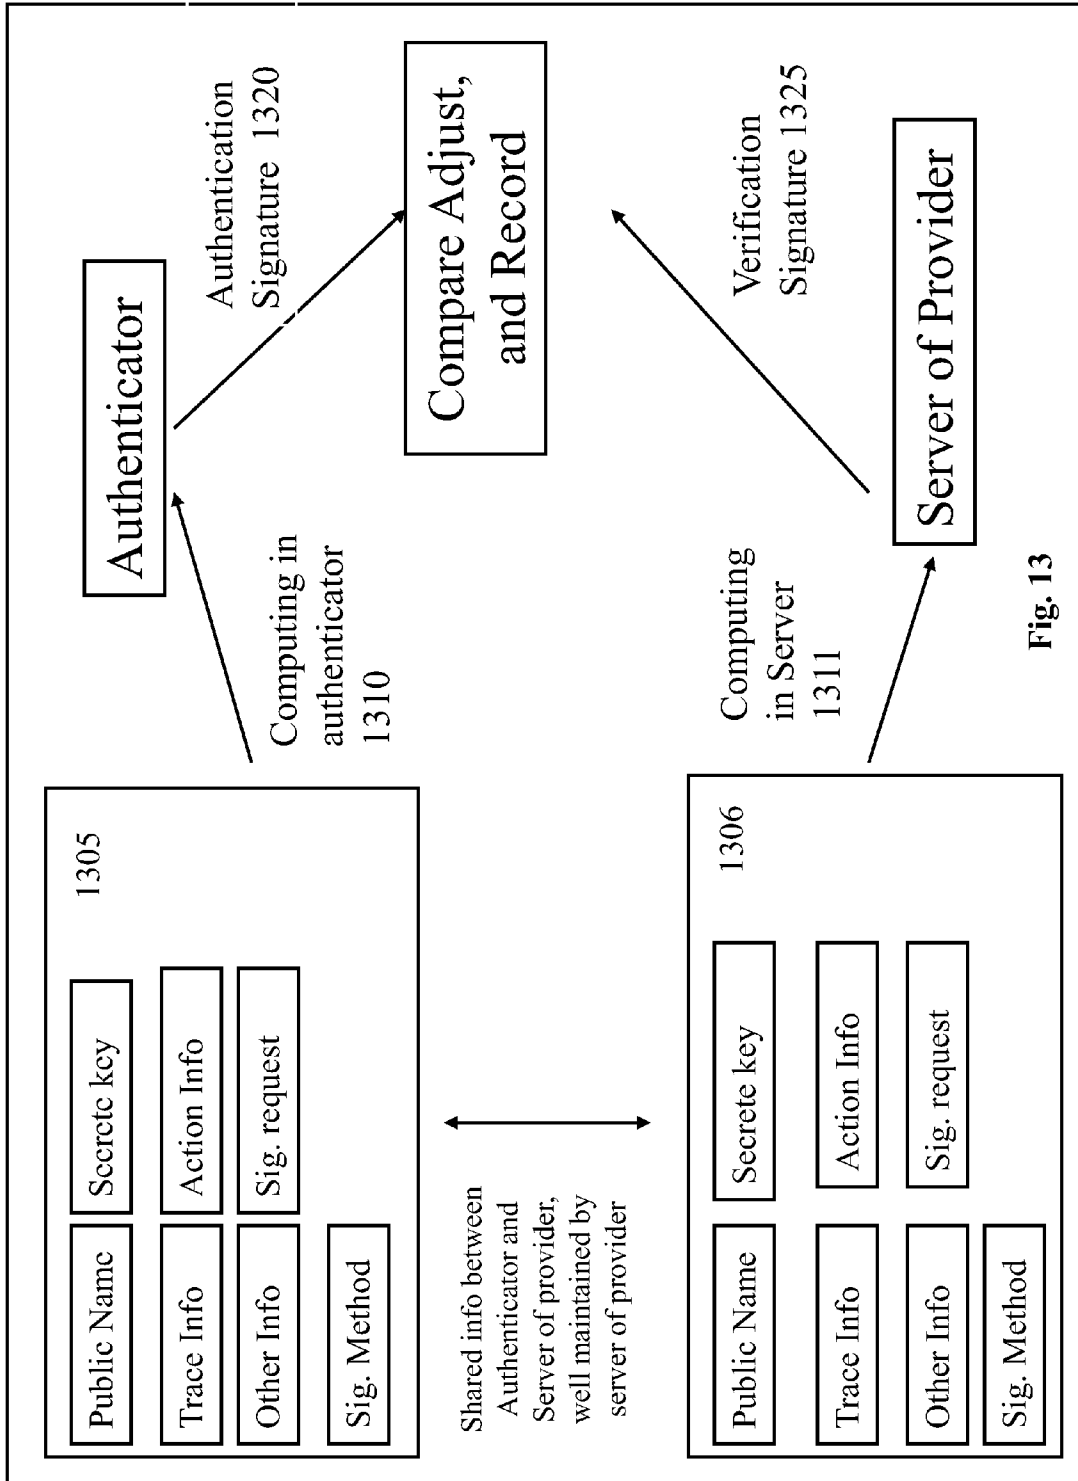 1305
Public Name
Secrete key
Trace Info
Action Info
Other Info
Sig. request
Sig. Method
Computing in
authenticator
1310
Authenticator
Authentication
Signature 1320
Compare Adjust,
and Record
Shared info between
Authenticator and
Server of provider,
well maintained by
server of provider
1306
Public Name
Secrete key
Trace Info
Action Info
Other Info
Sig. request
Sig. Method
Computing
in Server
1311
Server of Provider
Verification
Signature 1325
Fig. 13